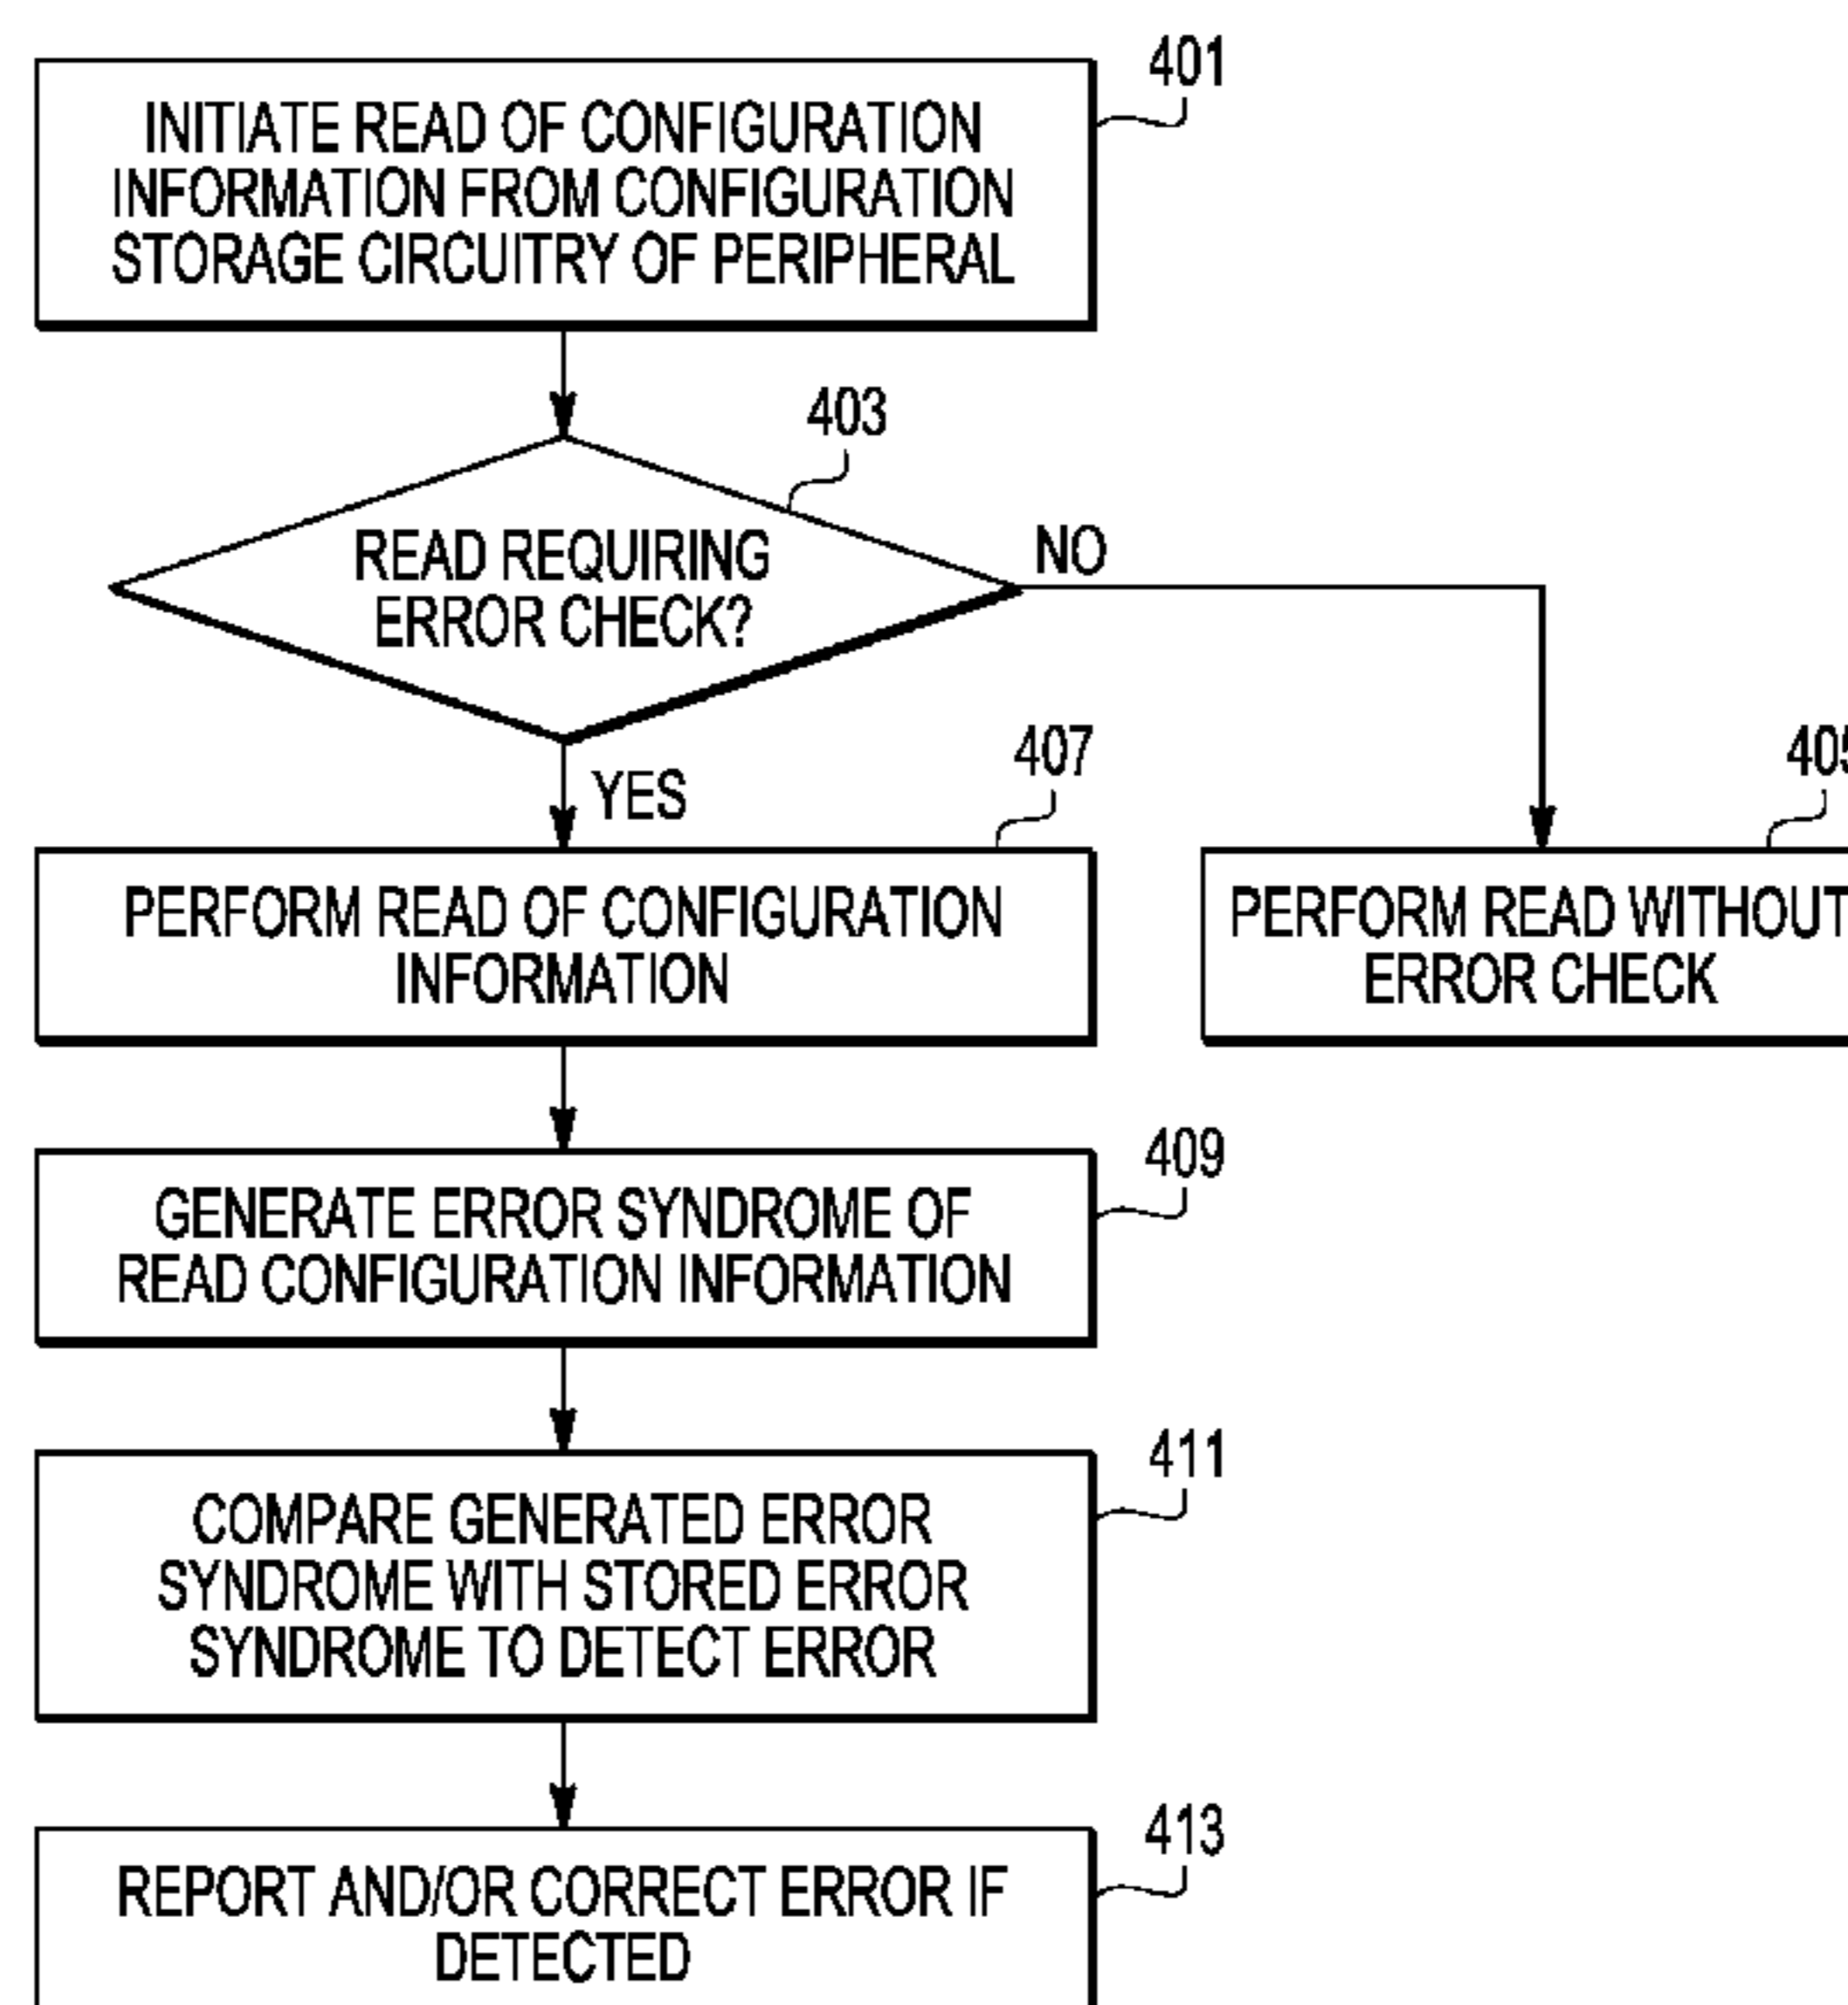 401
INITIATE READ OF CONFIGURATION
INFORMATION FROM CONFIGURATION
STORAGE CIRCUITRY OF PERIPHERAL
403
READ REQUIRING
ERROR CHECK?
NO
YES
407
405
PERFORM READ OF CONFIGURATION
INFORMATION
PERFORM READ WITHOUT
ERROR CHECK
409
GENERATE ERROR SYNDROME OF
READ CONFIGURATION INFORMATION
411
COMPARE GENERATED ERROR
SYNDROME WITH STORED ERROR
SYNDROME TO DETECT ERROR
413
REPORT AND/OR CORRECT ERROR IF
DETECTED